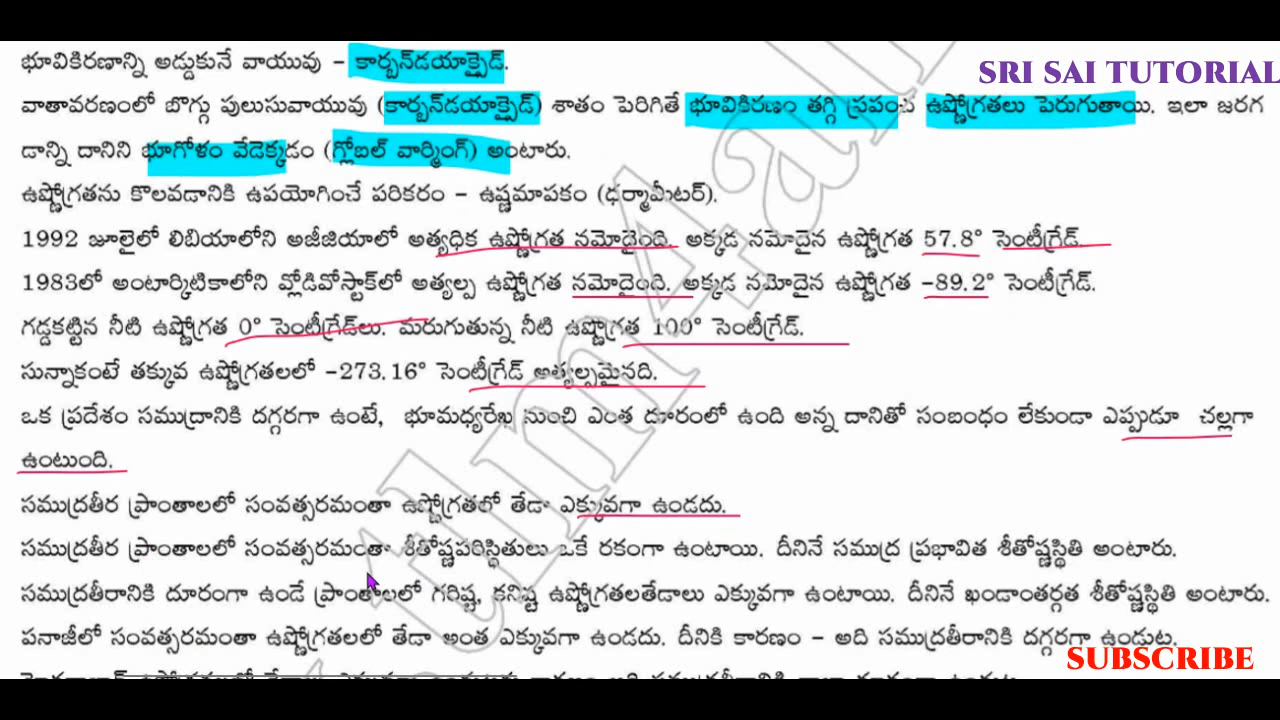 భూవికిరణాన్ని అడ్డుకునే వాయువు – కార్బన్‌డయాక్సైడ్.
SRI SAI TUTORIAL
వాతావరణంలో బొగ్గు పులుసువాయువు (కార్బన్‌డయాక్సైడ్) శాతం పెరిగితే భూవికిరణం తగ్గి ప్రపంచ ఉష్ణోగ్రతలు పెరుగుతాయి. ఇలా జరగ
డాన్ని దానిని భూగోళం వేడెక్కడం (గ్లోబల్ వార్మింగ్) అంటారు.
ఉష్ణోగ్రతను కొలవడానికి ఉపయోగించే పరికరం – ఉష్ణమాపకం (థర్మామీటర్).
1992 జూలైలో లిబియాలోని అజీజియాలో అత్యధిక ఉష్ణోగ్రత నమోదైంది. అక్కడ నమోదైన ఉష్ణోగ్రత 57.8° సెంటీగ్రేడ్.
1983లో అంటార్కిటికాలోని వ్లోడివోస్టాక్‌లో అత్యల్ప ఉష్ణోగ్రత నమోదైంది. అక్కడ నమోదైన ఉష్ణోగ్రత –89.2° సెంటీగ్రేడ్.
గడ్డకట్టిన నీటి ఉష్ణోగ్రత 0° సెంటీగ్రేడ్‌లు. మరుగుతున్న నీటి ఉష్ణోగ్రత 100° సెంటీగ్రేడ్.
సున్నాకంటే తక్కువ ఉష్ణోగ్రతలలో –273.16° సెంటీగ్రేడ్ అత్యల్పమైనది.
ఒక ప్రదేశం సముద్రానికి దగ్గరగా ఉంటే, భూమధ్యరేఖ నుంచి ఎంత దూరంలో ఉంది అన్న దానితో సంబంధం లేకుండా ఎప్పుడూ చల్లగా
ఉంటుంది.
సముద్రతీర ప్రాంతాలలో సంవత్సరమంతా ఉష్ణోగ్రతలో తేడా ఎక్కువగా ఉండదు.
సముద్రతీర ప్రాంతాలలో సంవత్సరమంతా శీతోష్ణపరిస్థితులు ఒకే రకంగా ఉంటాయి. దీనినే సముద్ర ప్రభావిత శీతోష్ణస్థితి అంటారు.
సముద్రతీరానికి దూరంగా ఉండే ప్రాంతాలలో గరిష్ట, కనిష్ట ఉష్ణోగ్రతలతేడాలు ఎక్కువగా ఉంటాయి. దీనినే ఖండాంతర్గత శీతోష్ణస్థితి అంటారు.
పనాజీలో సంవత్సరమంతా ఉష్ణోగ్రతలలో తేడా అంత ఎక్కువగా ఉండదు. దీనికి కారణం – అది సముద్రతీరానికి దగ్గరగా ఉండుట.
SUBSCRIBE